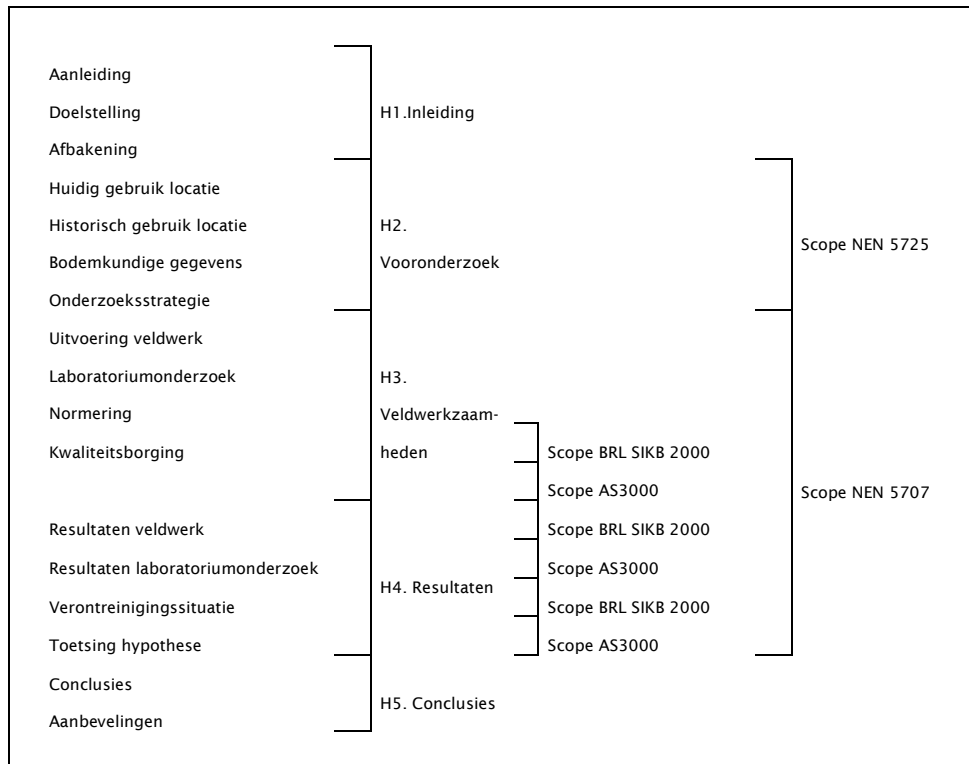 Aanleiding
Doelstelling
H1.Inleiding
Afbakening
Huidig gebruik locatie
Historisch gebruik locatie
H2.
Scope NEN 5725
Bodemkundige gegevens
Vooronderzoek
Onderzoeksstrategie
Uitvoering veldwerk
Laboratoriumonderzoek
H3.
Normering
Veldwerkzaam-
Kwaliteitsborging
heden
Scope BRL SIKB 2000
Scope AS3000
Scope NEN 5707
Resultaten veldwerk
Scope BRL SIKB 2000
Resultaten laboratoriumonderzoek
Scope AS3000
H4. Resultaten
Verontreinigingssituatie
Scope BRL SIKB 2000
Toetsing hypothese
Scope AS3000
Conclusies
H5. Conclusies
Aanbevelingen